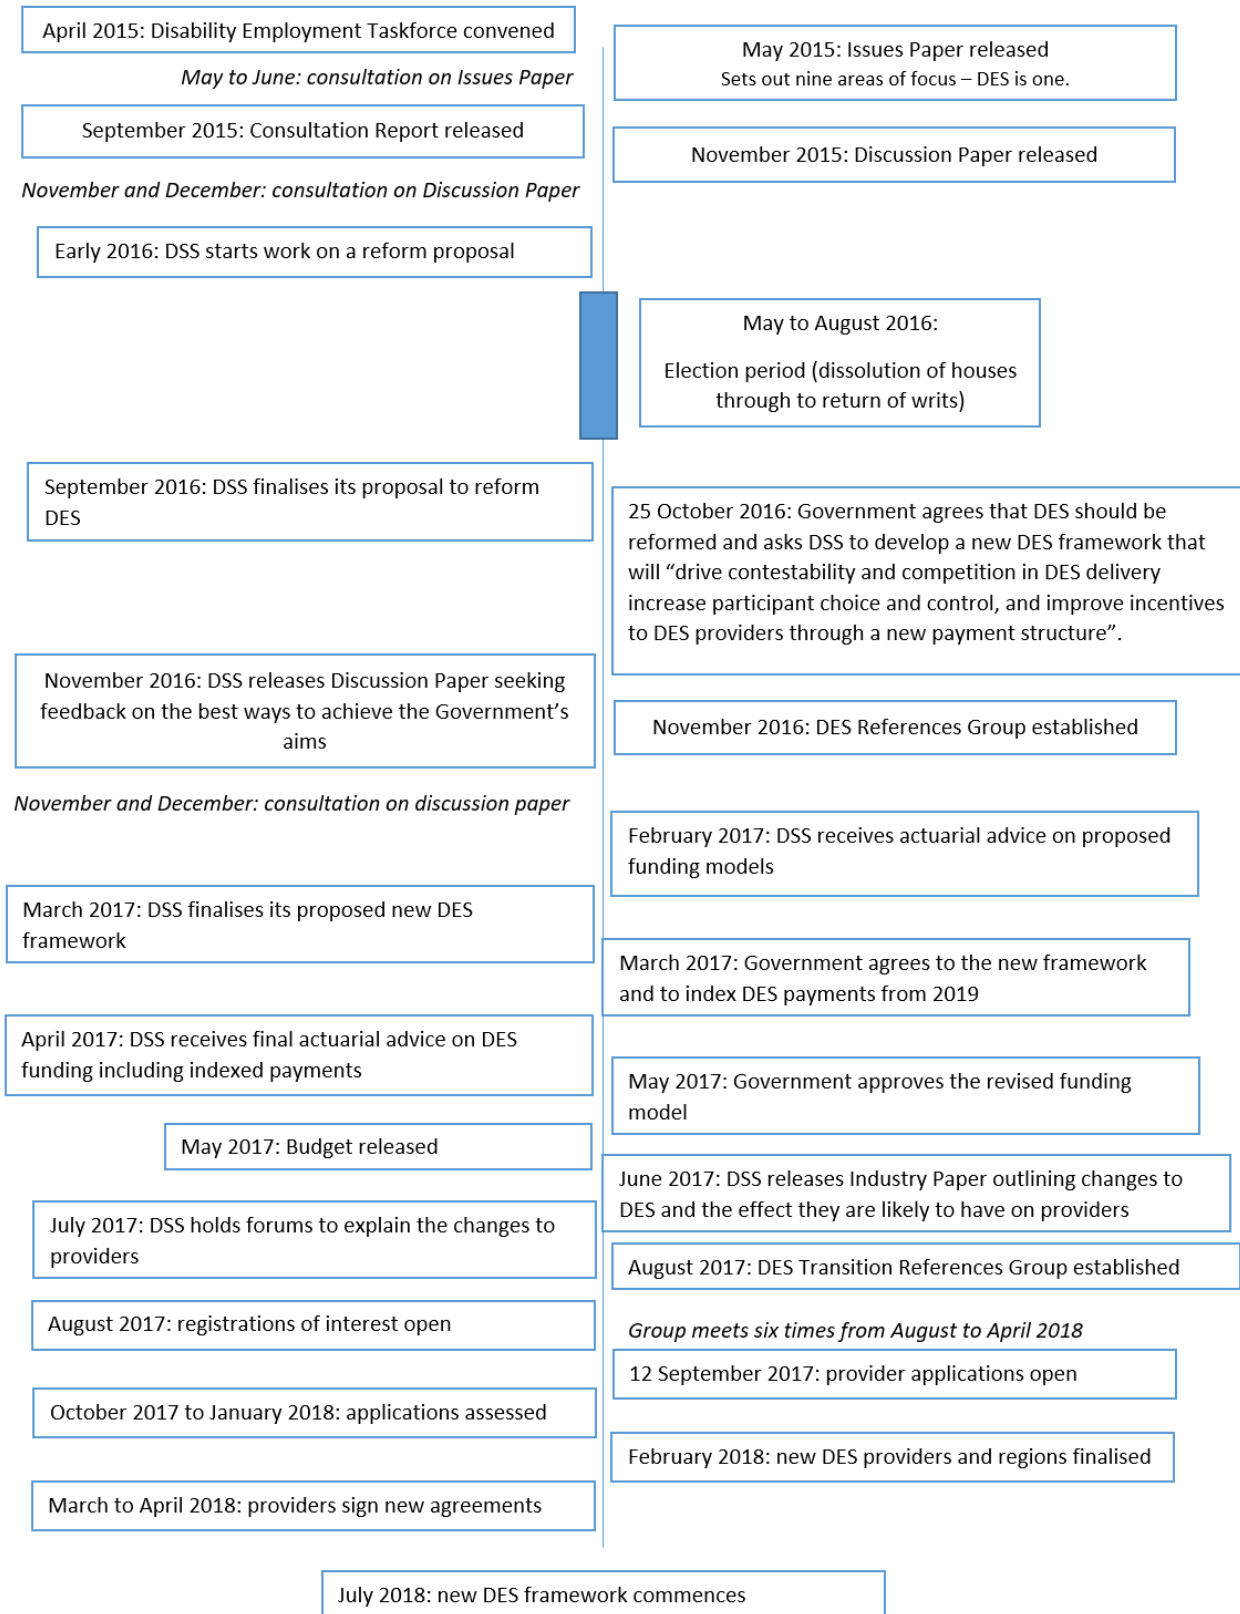 April 2015: Disability Employment Taskforce convened
May 2015: Issues Paper released
Sets out nine areas of focus – DES is one.
May to June: consultation on Issues Paper
September 2015: Consultation Report released
November 2015: Discussion Paper released
November and December: consultation on Discussion Paper
Early 2016: DSS starts work on a reform proposal
May to August 2016:
Election period (dissolution of houses
through to return of writs)
September 2016: DSS finalises its proposal to reform
DES
25 October 2016: Government agrees that DES should be
reformed and asks DSS to develop a new DES framework that
will “drive contestability and competition in DES delivery
increase participant choice and control, and improve incentives
to DES providers through a new payment structure”.
November 2016: DSS releases Discussion Paper seeking
feedback on the best ways to achieve the Government’s
aims
November 2016: DES References Group established
November and December: consultation on discussion paper
February 2017: DSS receives actuarial advice on proposed
funding models
March 2017: DSS finalises its proposed new DES
framework
March 2017: Government agrees to the new framework
and to index DES payments from 2019
April 2017: DSS receives final actuarial advice on DES
funding including indexed payments
May 2017: Government approves the revised funding
model
May 2017: Budget released
June 2017: DSS releases Industry Paper outlining changes to
DES and the effect they are likely to have on providers
July 2017: DSS holds forums to explain the changes to
providers
August 2017: DES Transition References Group established
August 2017: registrations of interest open
Group meets six times from August to April 2018
12 September 2017: provider applications open
October 2017 to January 2018: applications assessed
February 2018: new DES providers and regions finalised
March to April 2018: providers sign new agreements
July 2018: new DES framework commences